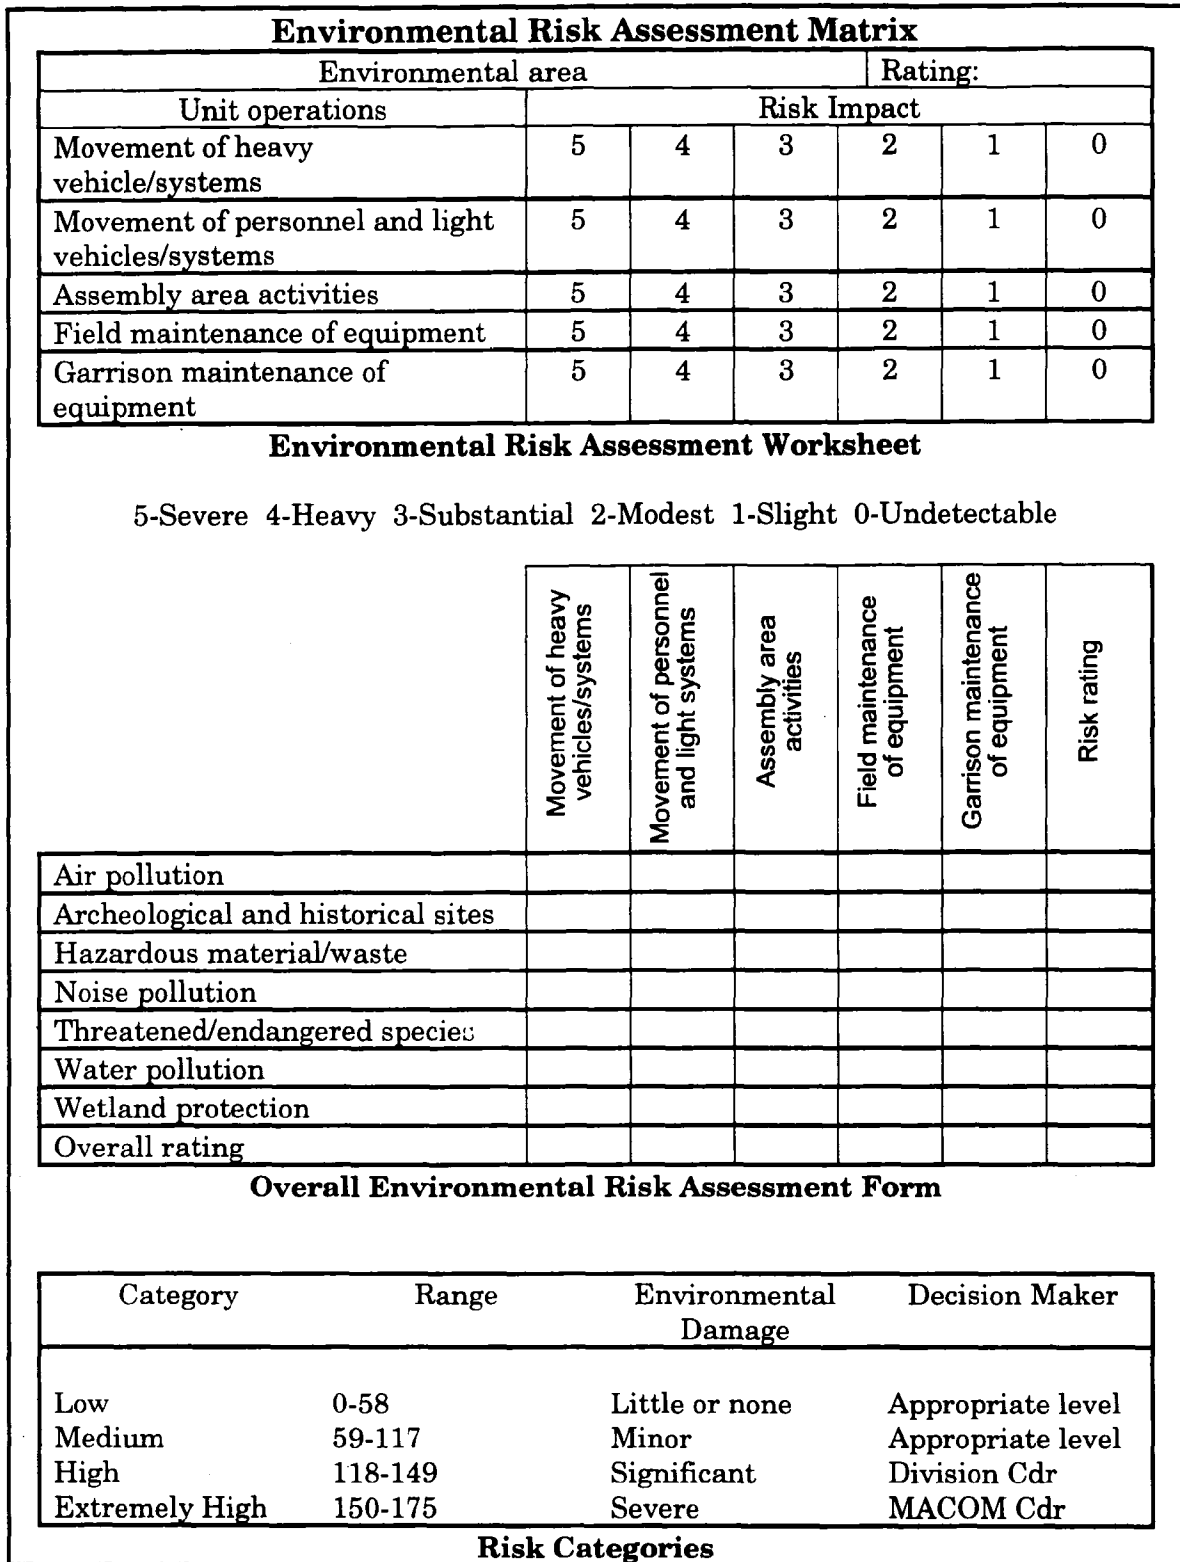 Environmental Risk Assessment Matrix
Environmental area Rating:
Unit operations Risk Impact
Movement of heavy 5 4 3 2 1 0
vehicle/systems
Movement of personnel and light 5 4 3 2 1 0
vehicles/systems
Assembly area activities 5 4 3 2 1 0
Field maintenance of equipment 5 4 3 2 1 0
Garrison maintenance of 5 4 3 2 1 0
equipment
Environmental Risk Assessment Worksheet
5-Severe 4-Heavy 3-Substantial 2-Modest 1-Slight 0-Undetectable
Movement of heavy
vehicles/systems
Movement of personnel
and light systems
Assembly area
activities
Field maintenance
of equipment
Garrison maintenance
of equipment
Risk rating
Air pollution
Archeological and historical sites
Hazardous material/waste
Noise pollution
Threatened/endangered species
Water pollution
Wetland protection
Overall rating
Overall Environmental Risk Assessment Form
Category Range Environmental Decision Maker
Damage
Low 0-58 Little or none Appropriate level
Medium 59-117 Minor Appropriate level
High 118-149 Significant Division Cdr
Extremely High 150-175 Severe MACOM Cdr
Risk Categories